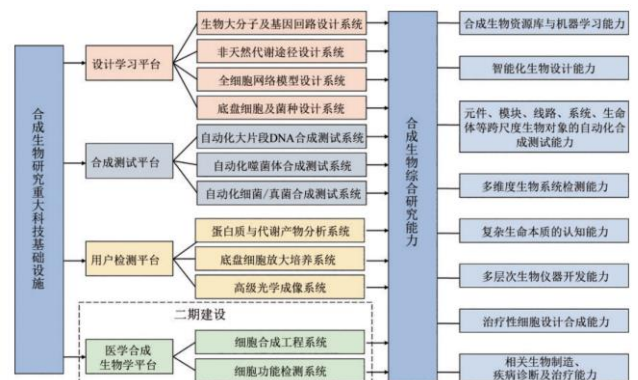 合成生物研究重大科技基础设施
设计学习平台
生物大分子及基因回路设计系统
非天然代谢途径设计系统
全细胞网络模型设计系统
底盘细胞及菌种设计系统
合成测试平台
自动化大片段DNA合成测试系统
自动化噬菌体合成测试系统
自动化细菌/真菌合成测试系统
用户检测平台
蛋白质与代谢产物分析系统
底盘细胞放大培养系统
高级光学成像系统
二期建设
医学合成
生物学平台
细胞合成工程系统
细胞功能检测系统
合成生物综合研究能力
合成生物资源库与机器学习能力
智能化生物设计能力
元件、模块、线路、系统、生命
体等跨尺度生物对象的自动化合
成测试能力
多维度生物系统检测能力
复杂生命本质的认知能力
多层次生物仪器开发能力
治疗性细胞设计合成能力
相关生物制造、
疾病诊断及治疗能力